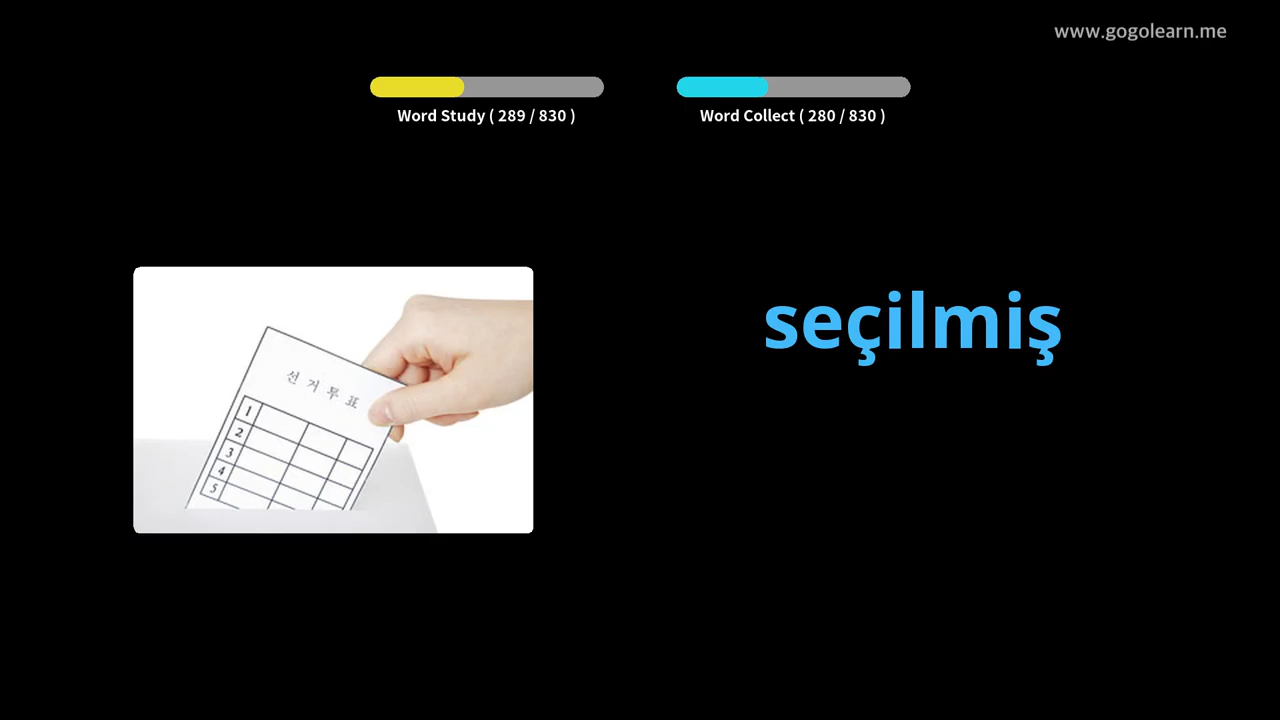 www.gogolearn.me
Word Study ( 289 / 830 )
Word Collect ( 280 / 830 )
seçilmiş
선거투표
1
2
3
4
5